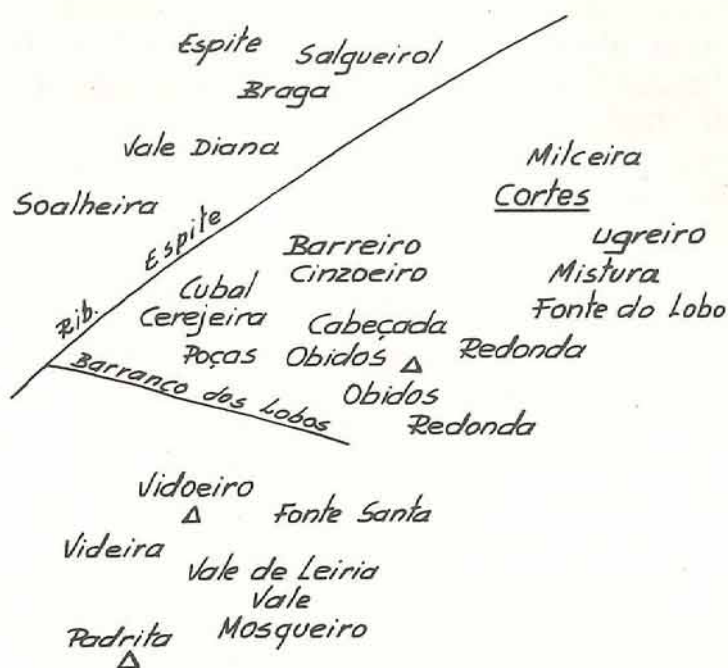 Espite Salgueirol
Braga
Vale Diana
Milceira
Soalheira
Cortes
Rib. Espite
Ugreiro
Barreiro
Mistura
Cubal Cinzoeiro
Fonte do Lobo
Cerejeira Cabeçada
Poças Obidos Redonda
Barranco dos Lobos
Obidos
Redonda
Vidoeiro
Fonte Santa
Videira
Vale de Leiria
Vale
Padrita Mosqueiro